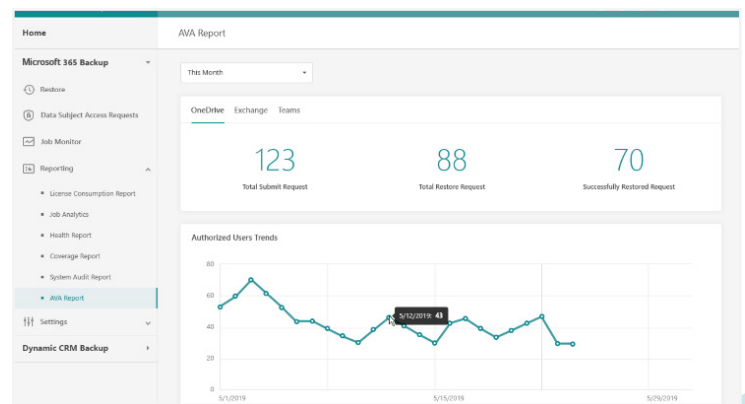 Home
AVA Report
Microsoft 365 Backup
This Month
Restore
Data Subject Access Requests
OneDrive Exchange Teams
Job Monitor
123 88 70
Total Submit Request Total Restore Request Successfully Restored Request
Reporting
License Consumption Report
Job Analytics
Health Report
Coverage Report
System Audit Report
AVA Report
Settings
Dynamic CRM Backup
Authorized Users Trends
80
60
5/12/2019: 43
40
20
0
5/1/2019 5/15/2019 5/29/2019